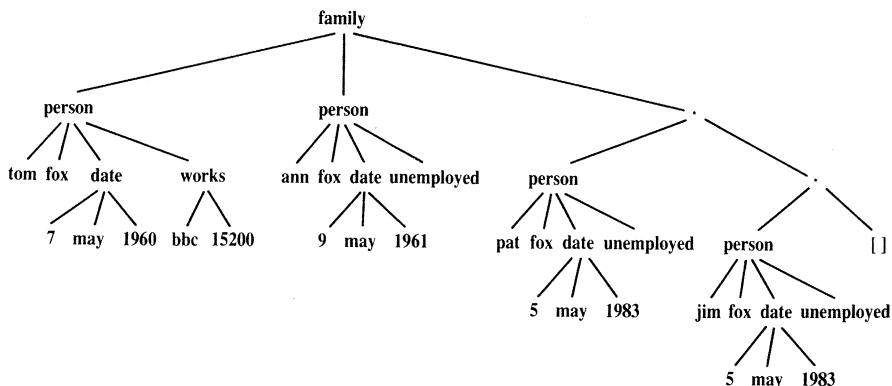 family
person person .
tom fox date works ann fox date unemployed person .
7 may 1960 bbc 15200 9 may 1961 pat fox date unemployed person [ ]
5 may 1983 jim fox date unemployed
5 may 1983